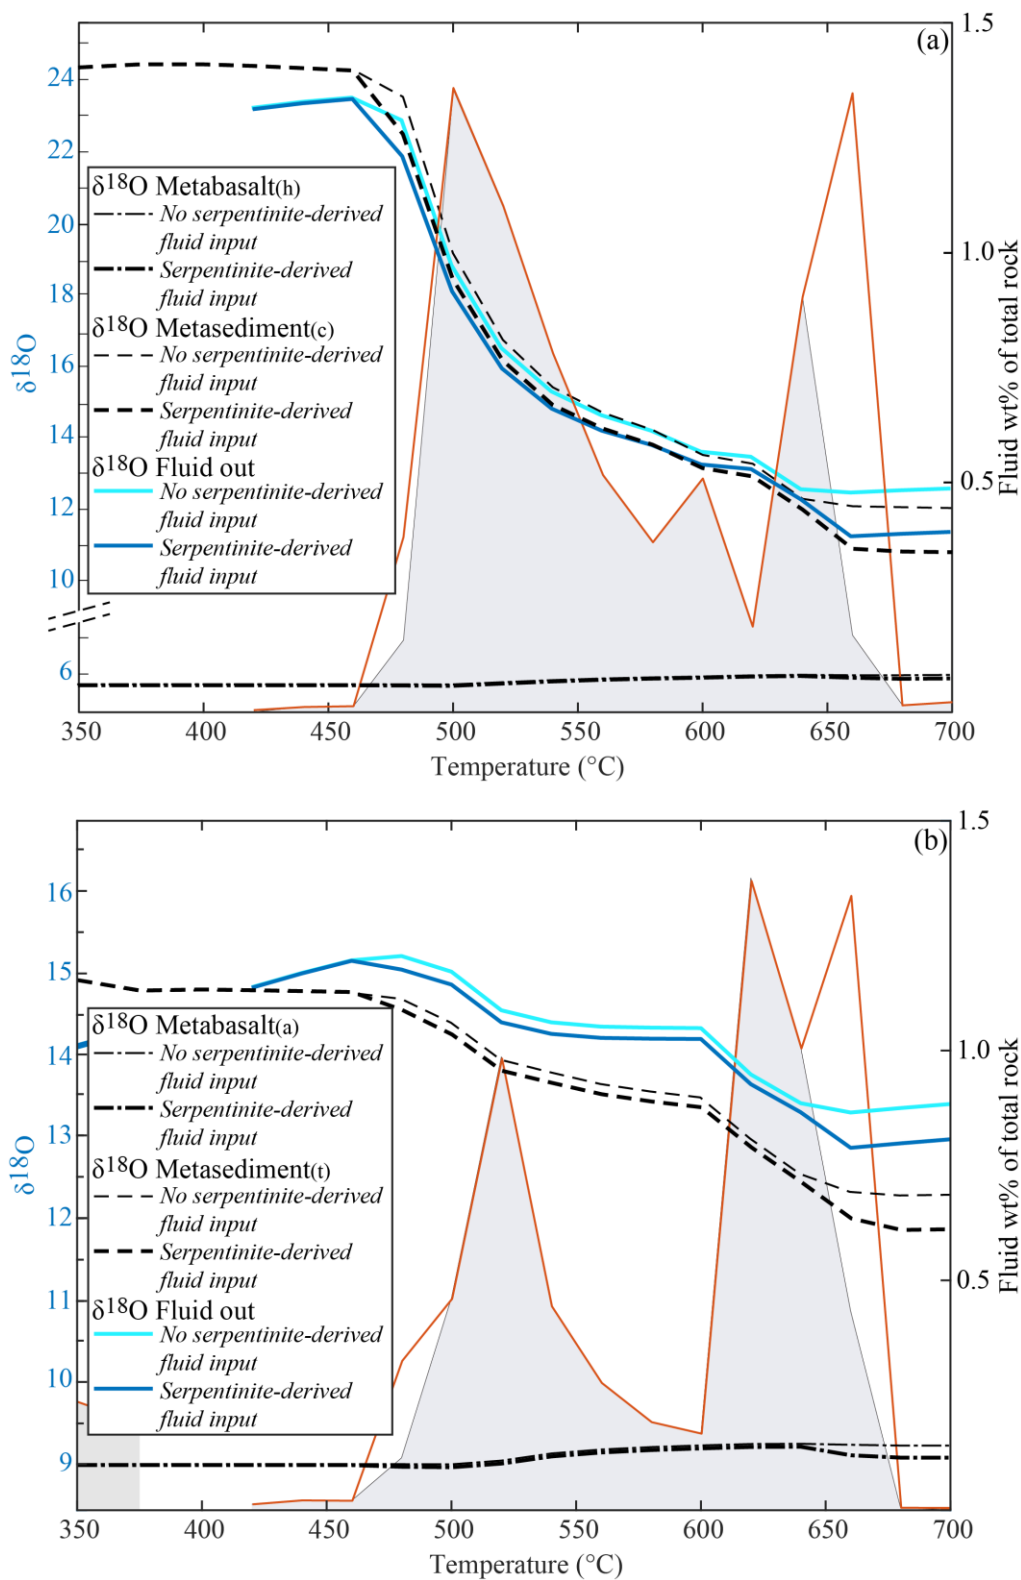 (a)
1.5
24
22
20
18
16
14
12
10
6
δ18O
1.0
0.5
Fluid wt% of total rock
δ18O Metabasalt(h)
No serpentinite-derived
fluid input
Serpentinite-derived
fluid input
δ18O Metasediment(c)
No serpentinite-derived
fluid input
Serpentinite-derived
fluid input
δ18O Fluid out
No serpentinite-derived
fluid input
Serpentinite-derived
fluid input
350 400 450 500 550 600 650 700
Temperature (°C)
(b)
1.5
16
15
14
13
12
11
10
9
δ18O
1.0
0.5
Fluid wt% of total rock
δ18O Metabasalt(a)
No serpentinite-derived
fluid input
Serpentinite-derived
fluid input
δ18O Metasediment(t)
No serpentinite-derived
fluid input
Serpentinite-derived
fluid input
δ18O Fluid out
No serpentinite-derived
fluid input
Serpentinite-derived
fluid input
350 400 450 500 550 600 650 700
Temperature (°C)